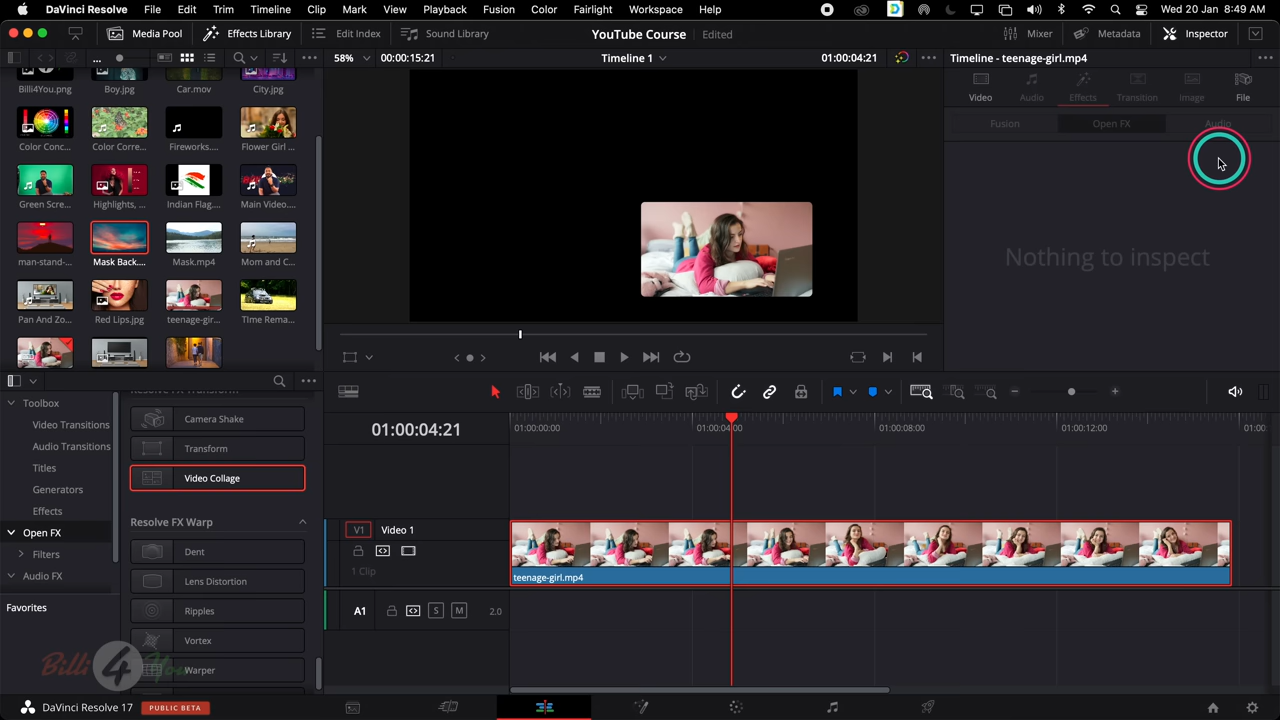 DaVinci Resolve File Edit Trim Timeline Clip Mark View Playback Fusion Color Fairlight Workspace Help Wed 20 Jan 8:49 AM
Media Pool Effects Library Edit Index Sound Library YouTube Course Edited Mixer Metadata Inspector
... 58% 00:00:15:21 Timeline 1 01:00:04:21 Timeline - teenage-girl.mp4
Billi4You.png Boy.jpg Car.mov City.jpg
Video Audio Effects Transition Image File
Fusion Open FX Audio
Color Conc... Color Corre... Fireworks.... Flower Girl ...
Green Scre... Highlights, ... Indian Flag.... Main Video....
Nothing to inspect
man-stand-... Mask Back.... Mask.mp4 Mom and C...
Pan And Zo... Red Lips.jpg teenage-gir... TIme Rema...
Resolve FX Transform
Toolbox
Camera Shake
Video Transitions
01:00:04:21
01:00:00:00 01:00:04:00 01:00:08:00 01:00:12:00 01:00
Audio Transitions
Transform
Titles
Video Collage
Generators
Effects
Resolve FX Warp
Open FX
V1 Video 1
Filters
Dent
1 Clip
teenage-girl.mp4
Audio FX
Lens Distortion
Favorites
Ripples
A1 S M 2.0
Vortex
Billi4You
Warper
DaVinci Resolve 17 PUBLIC BETA